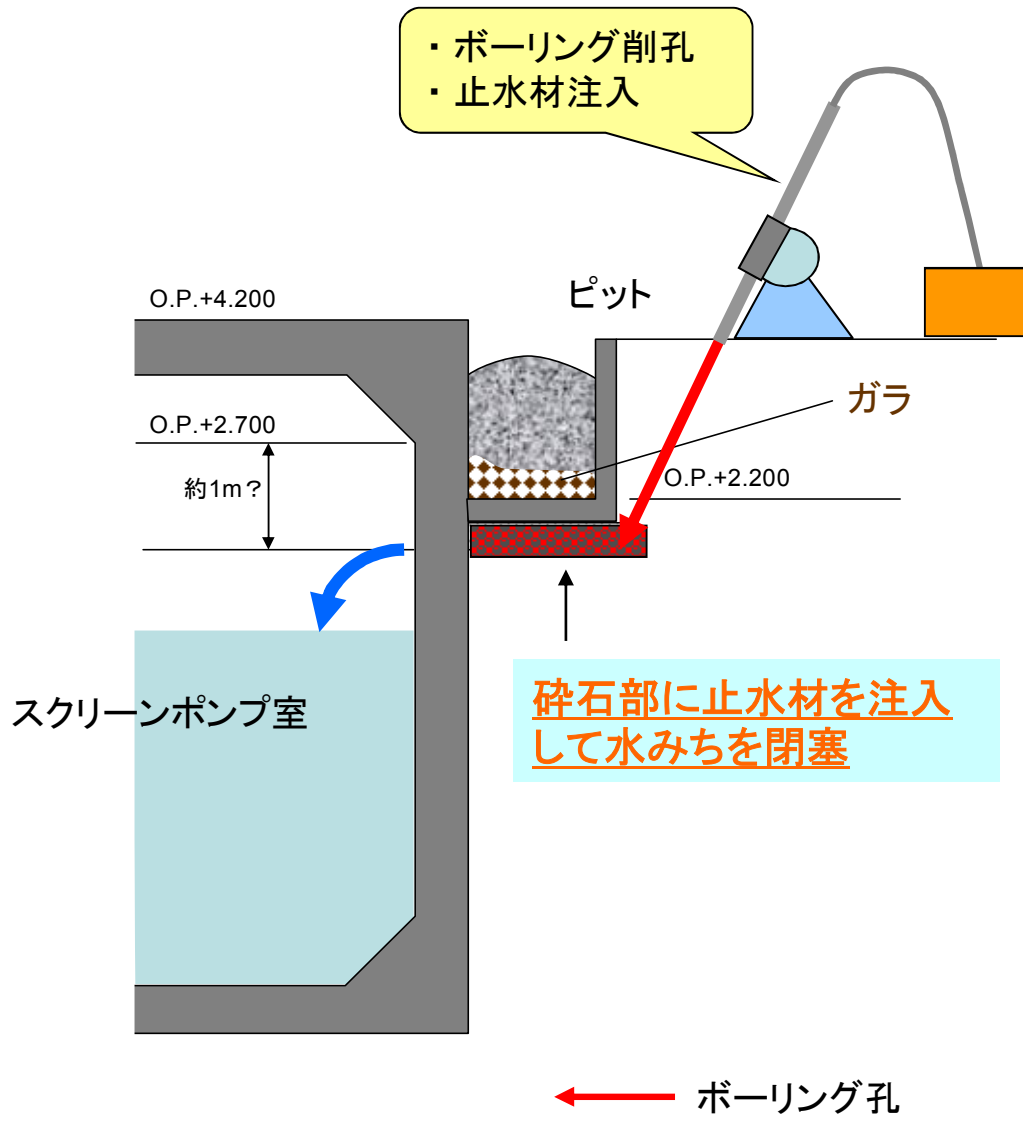 ・ボーリング削孔
・止水材注入
ピット
O.P.+4.200
ガラ
O.P.+2.700
O.P.+2.200
約1m?
砕石部に止水材を注入
して水みちを閉塞
スクリーンポンプ室
ボーリング孔